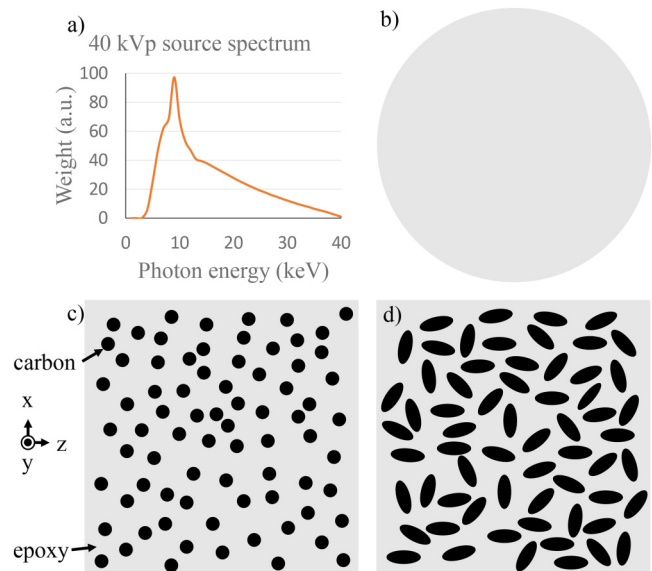 a)
40 kVp source spectrum
b)
100
80
60
40
20
0
Weight (a.u.)
0 10 20 30 40
Photon energy (keV)
c)
d)
carbon
x
z
y
epoxy